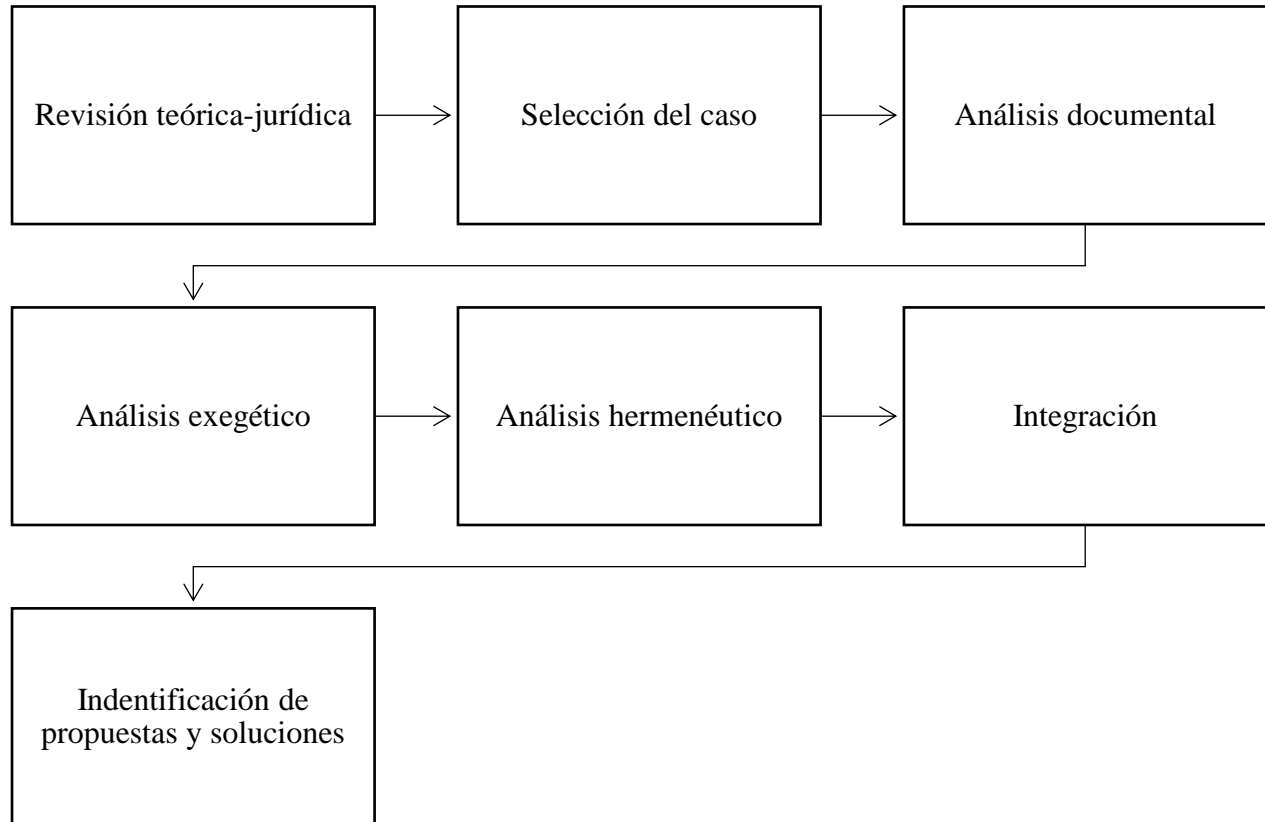 Revisión teórica-jurídica
Selección del caso
Análisis documental
Análisis exegético
Análisis hermenéutico
Integración
Indentificación de
propuestas y soluciones